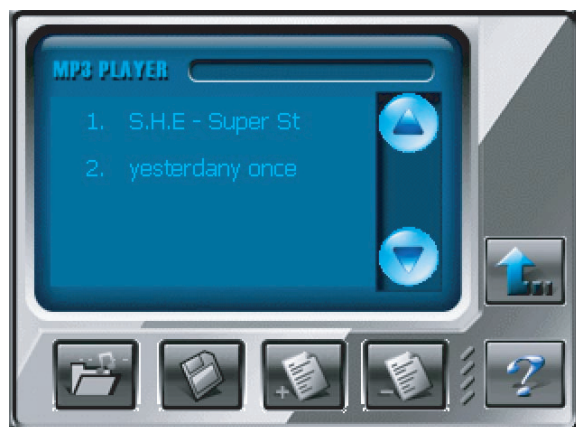 MP3 PLAYER
1. S.H.E - Super St
2. yesterdany once